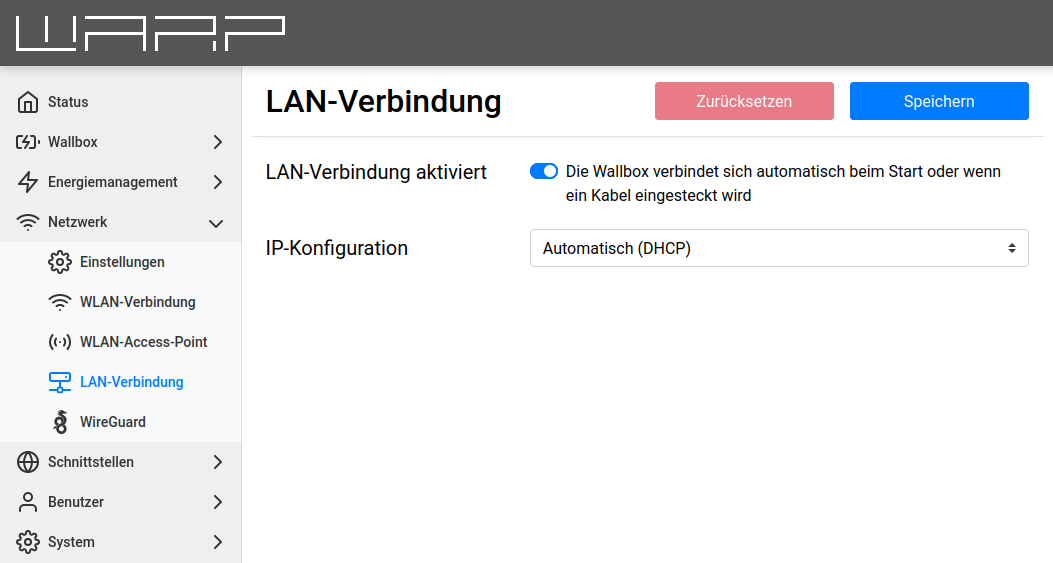 WARP
Status
Wallbox
Energiemanagement
Netzwerk
Einstellungen
WLAN-Verbindung
WLAN-Access-Point
LAN-Verbindung
WireGuard
Schnittstellen
Benutzer
System
LAN-Verbindung
Zurücksetzen
Speichern
LAN-Verbindung aktiviert
Die Wallbox verbindet sich automatisch beim Start oder wenn
ein Kabel eingesteckt wird
IP-Konfiguration
Automatisch (DHCP)